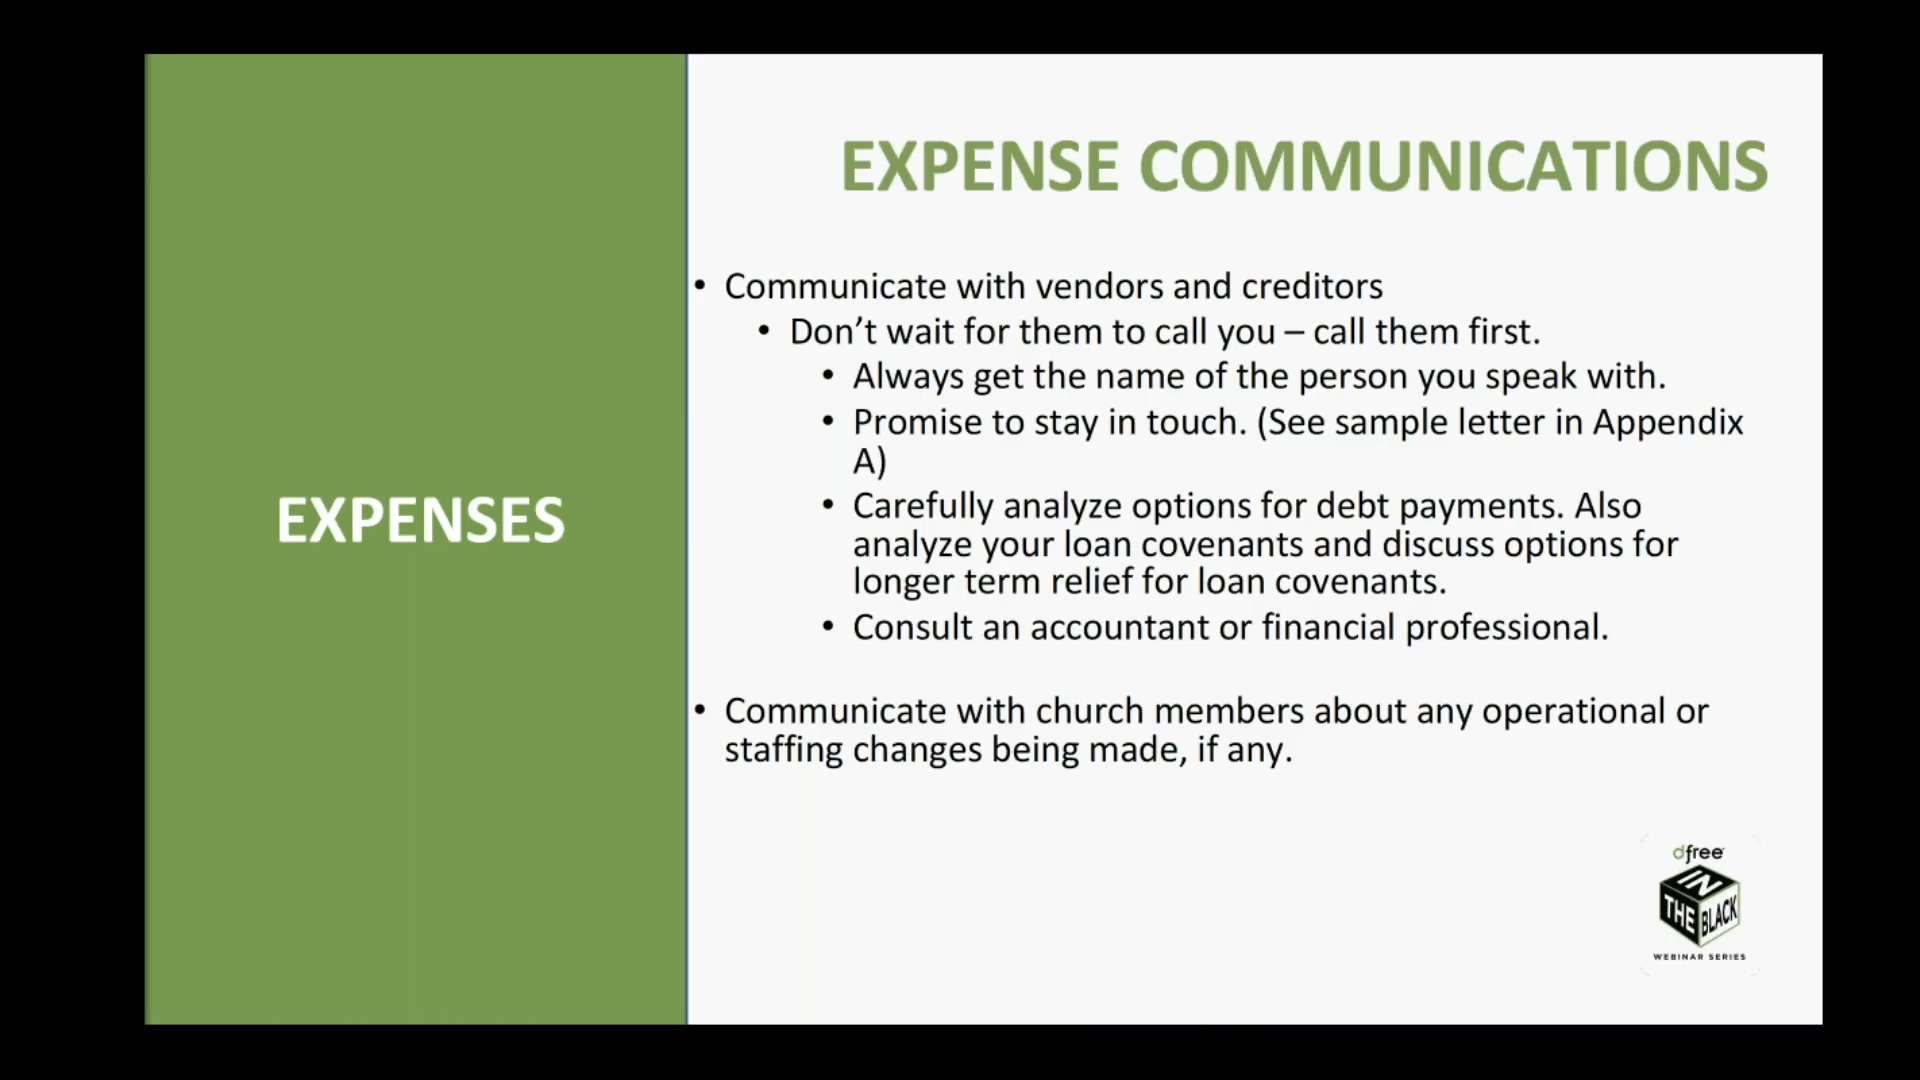 EXPENSES
EXPENSE COMMUNICATIONS
• Communicate with vendors and creditors
• Don’t wait for them to call you – call them first.
• Always get the name of the person you speak with.
• Promise to stay in touch. (See sample letter in Appendix
A)
• Carefully analyze options for debt payments. Also
analyze your loan covenants and discuss options for
longer term relief for loan covenants.
• Consult an accountant or financial professional.
• Communicate with church members about any operational or
staffing changes being made, if any.
dfree
IN
THE BLACK
WEBINAR SERIES